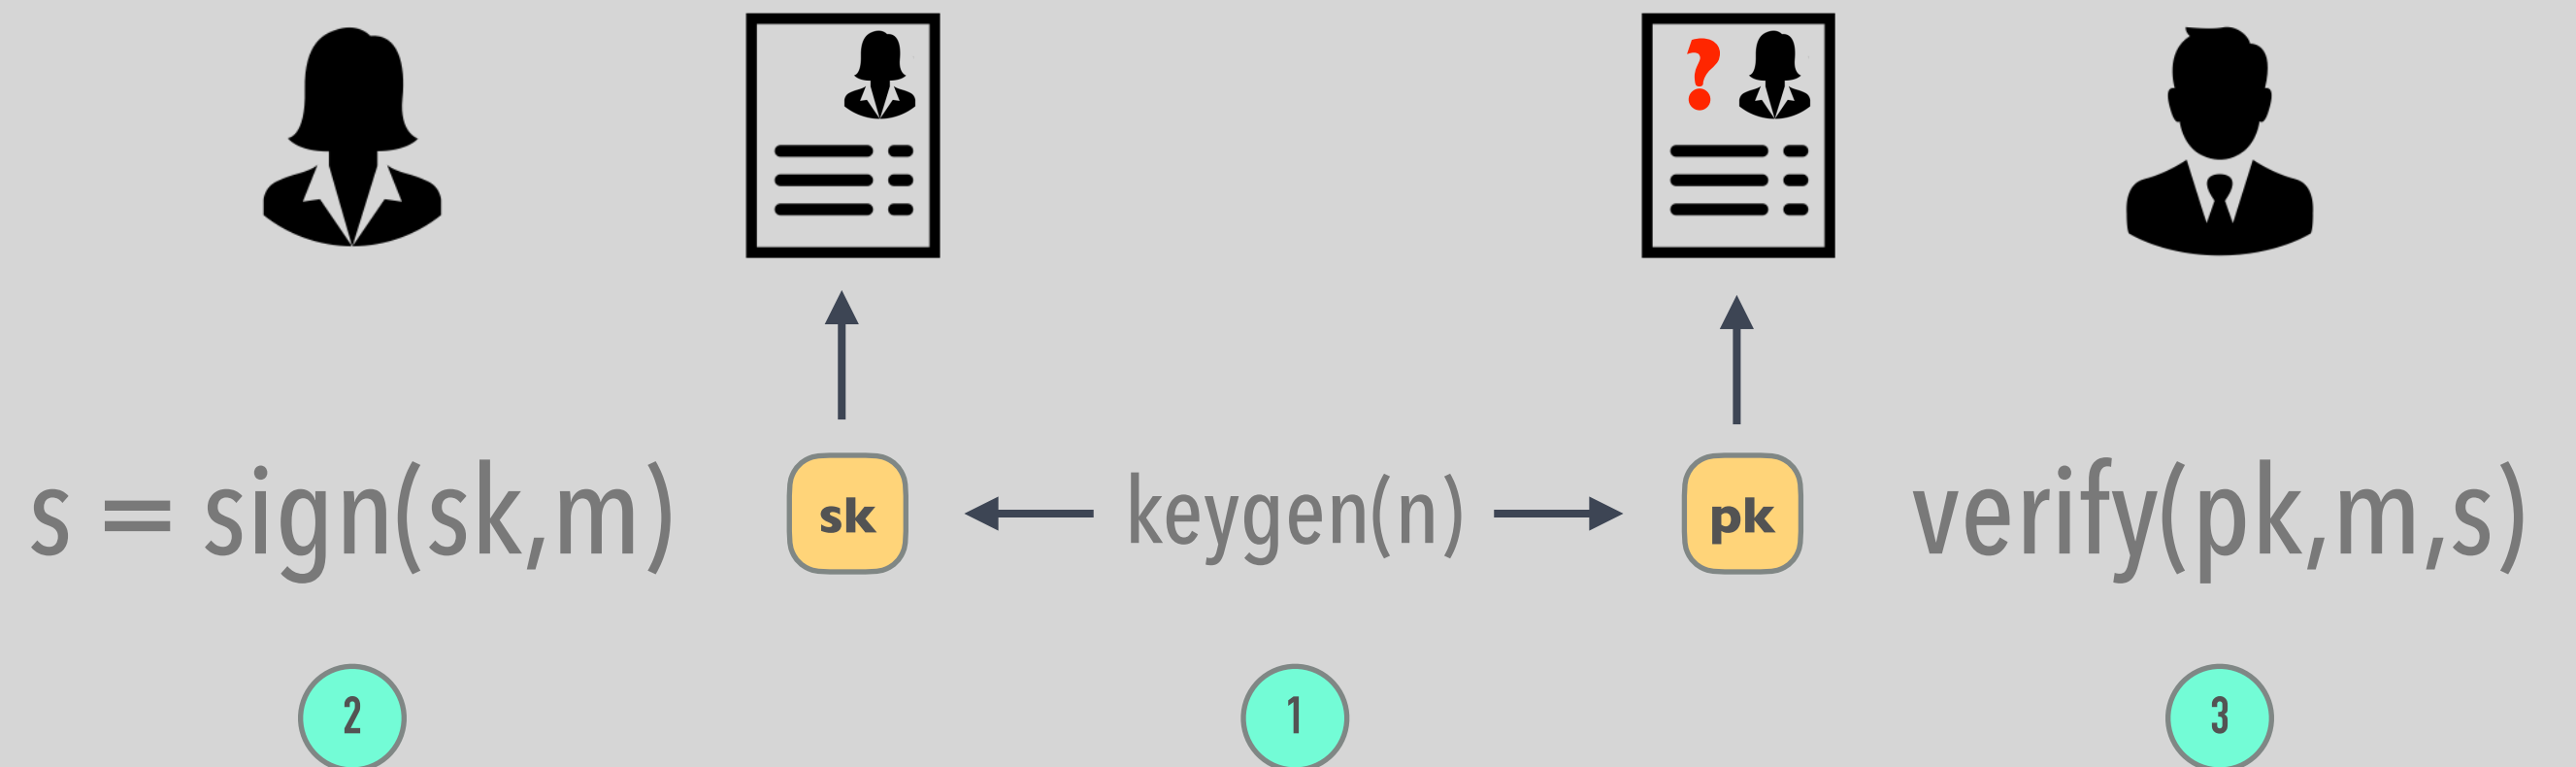 ?
s = sign(sk,m)
sk
keygen(n)
pk
verify(pk,m,s)
2
1
3